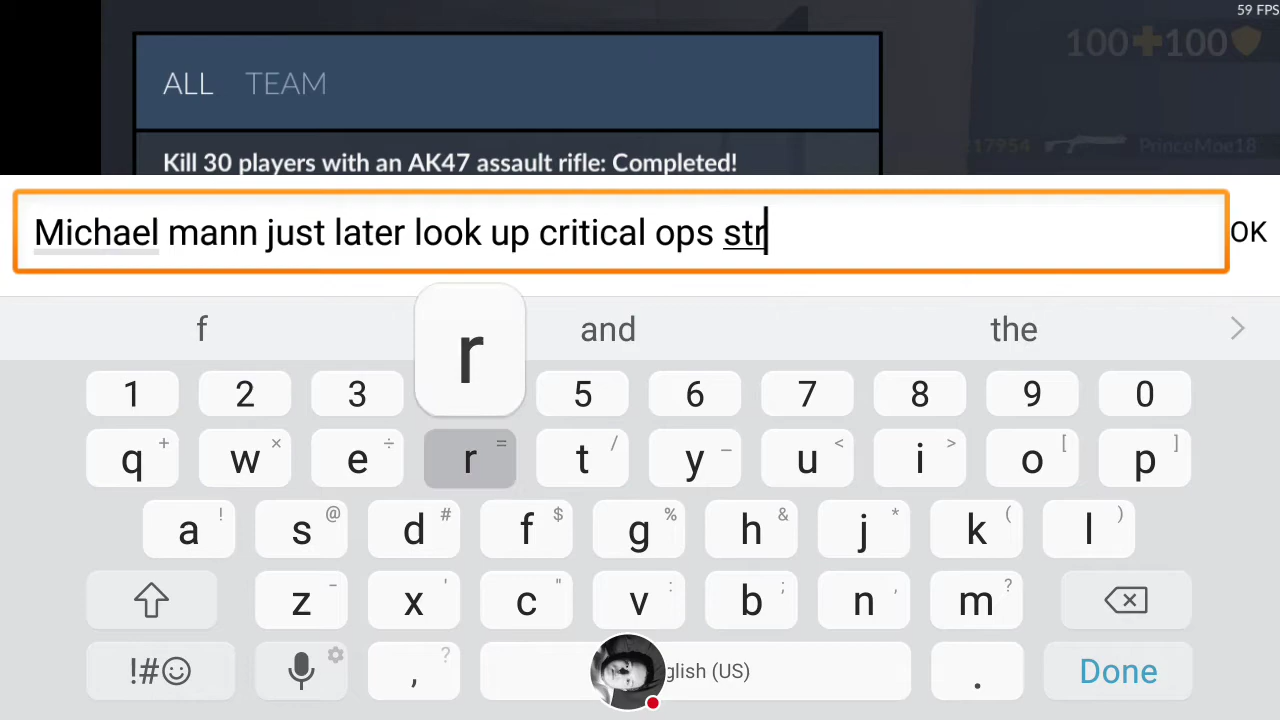 59 FPS
100 100
ALL TEAM
17954 PrinceMoe18
Kill 30 players with an AK47 assault rifle: Completed!
Michael mann just later look up critical ops str
OK
f and the
r
1 2 3 5 6 7 8 9 0
q + w × e ÷ r = t / y _ u < i > o [ p ]
a ! s @ d # f $ g % h & j * k ( l )
z - x ' c " v : b ; n , m ?
!#☺ , ? glish (US) . Done